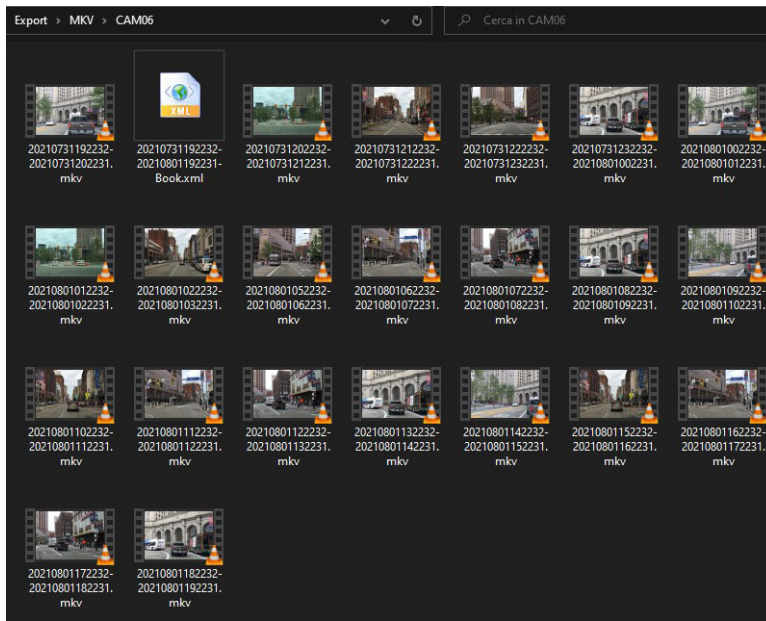 Export > MKV > CAM06
Cerca in CAM06
20210731192232-
20210731202231.
mkv
XML
20210731192232-
20210801192231-
Book.xml
20210731202232-
20210731212231.
mkv
20210731212232-
20210731222231.
mkv
20210731222232-
20210731232231.
mkv
20210731232232-
20210801002231.
mkv
20210801002232-
20210801012231.
mkv
20210801012232-
20210801022231.
mkv
20210801022232-
20210801032231.
mkv
20210801052232-
20210801062231.
mkv
20210801062232-
20210801072231.
mkv
20210801072232-
20210801082231.
mkv
20210801082232-
20210801092231.
mkv
20210801092232-
20210801102231.
mkv
20210801102232-
20210801112231.
mkv
20210801112232-
20210801122231.
mkv
20210801122232-
20210801132231.
mkv
20210801132232-
20210801142231.
mkv
20210801142232-
20210801152231.
mkv
20210801152232-
20210801162231.
mkv
20210801162232-
20210801172231.
mkv
20210801172232-
20210801182231.
mkv
20210801182232-
20210801192231.
mkv